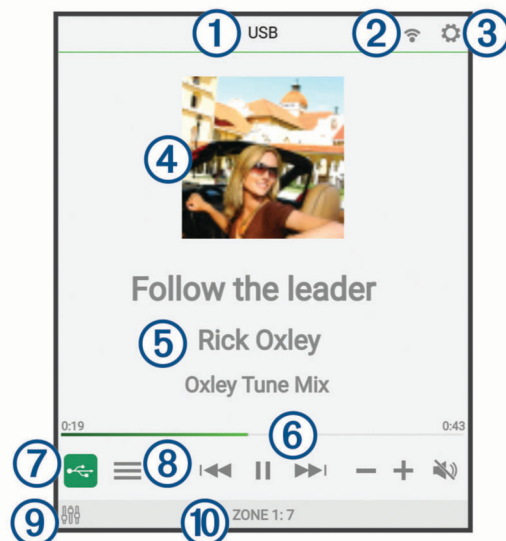 1 USB 2 3
4
Follow the leader
5 Rick Oxley
Oxley Tune Mix
0:19 6 0:43
7 8
9 10 ZONE 1: 7